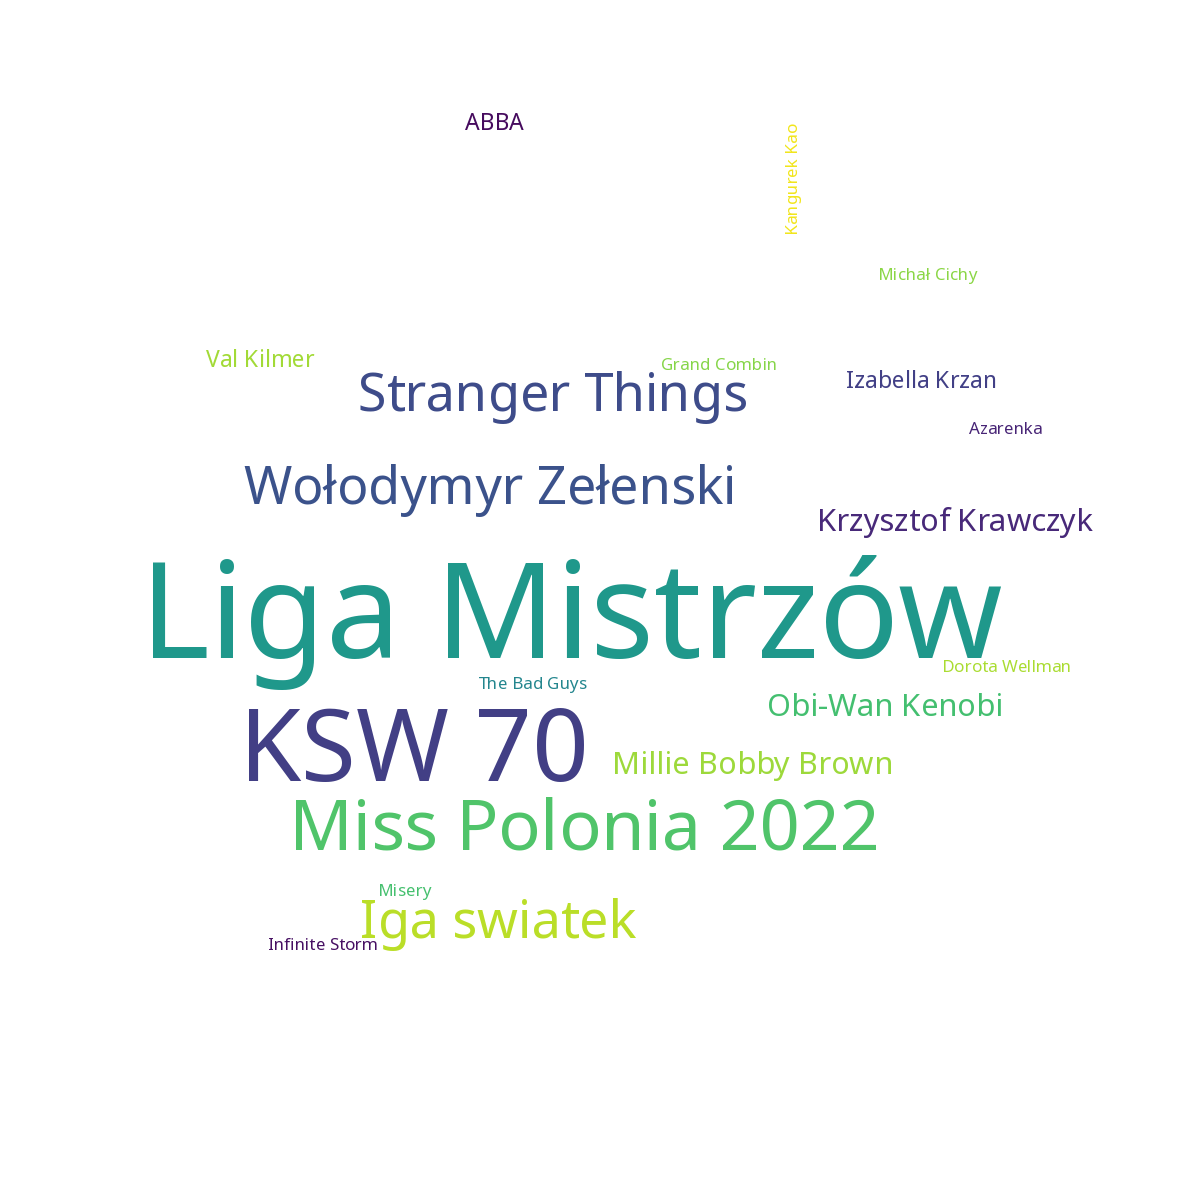 ABBA
Kangurek Kao
Michał Cichy
Val Kilmer
Grand Combin
Stranger Things
Izabella Krzan
Azarenka
Wołodymyr Zełenski
Krzysztof Krawczyk
Liga Mistrzów
Dorota Wellman
The Bad Guys
Obi-Wan Kenobi
KSW 70
Millie Bobby Brown
Miss Polonia 2022
Misery
Iga swiatek
Infinite Storm